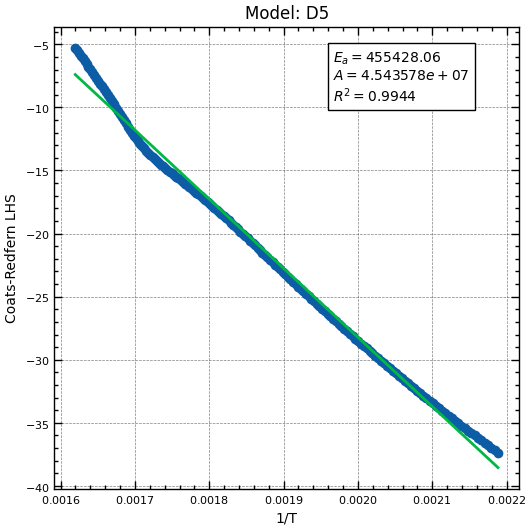 Model: D5
E_a = 455428.06
A = 4.543578e + 07
R² = 0.9944
Coats-Redfern LHS
−5
−10
−15
−20
−25
−30
−35
−40
0.0016 0.0017 0.0018 0.0019 0.0020 0.0021 0.0022
1/T